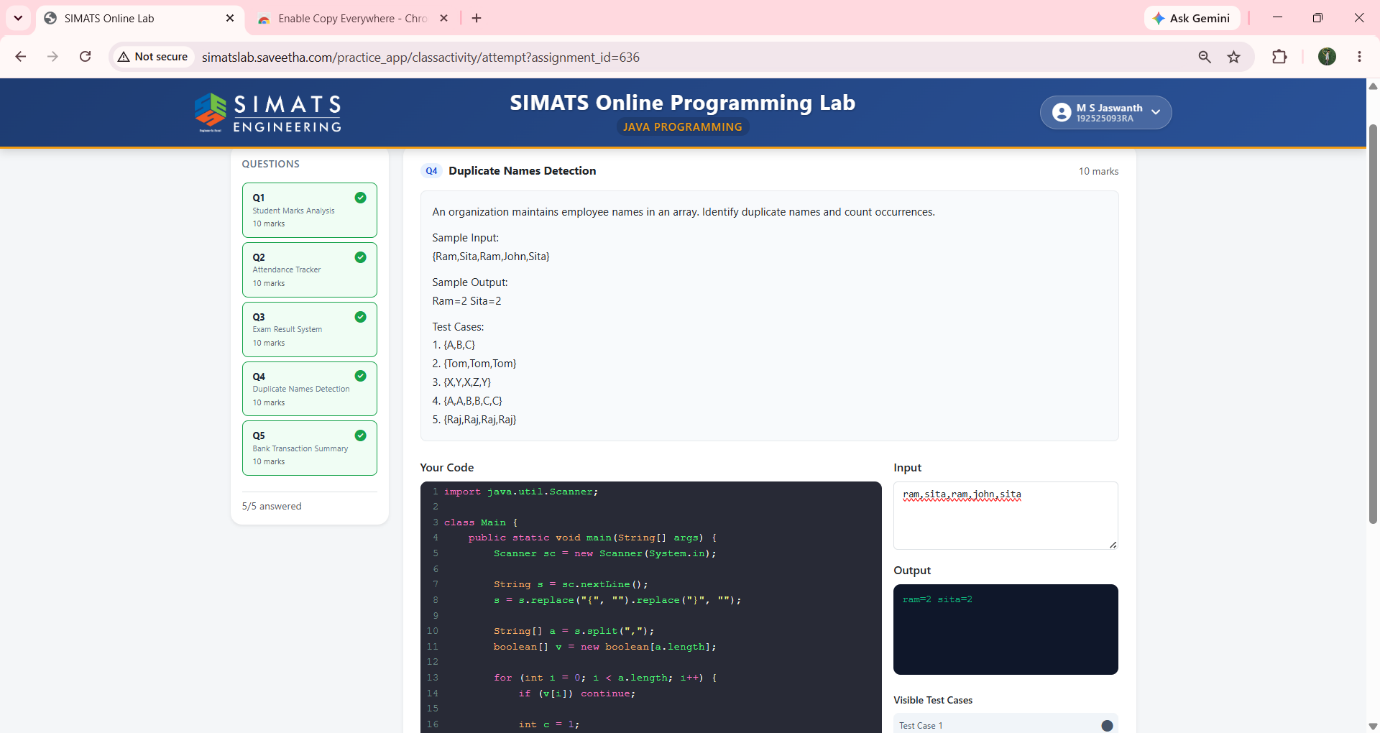 SIMATS Online Lab
Enable Copy Everywhere - Chro
Ask Gemini
Not secure
simatslab.saveetha.com/practice_app/classactivity/attempt?assignment_id=636
SIMATS
ENGINEERING
SIMATS Online Programming Lab
JAVA PROGRAMMING
M S Jaswanth
192525093RA
QUESTIONS
Q1
Student Marks Analysis
10 marks
Q2
Attendance Tracker
10 marks
Q3
Exam Result System
10 marks
Q4
Duplicate Names Detection
10 marks
Q5
Bank Transaction Summary
10 marks
5/5 answered
Q4 Duplicate Names Detection 10 marks
An organization maintains employee names in an array. Identify duplicate names and count occurrences.
Sample Input:
{Ram,Sita,Ram,John,Sita}
Sample Output:
Ram=2 Sita=2
Test Cases:
1. {A,B,C}
2. {Tom,Tom,Tom}
3. {X,Y,X,Z,Y}
4. {A,A,B,B,C,C}
5. {Raj,Raj,Raj,Raj}
Your Code
1 import java.util.Scanner;
2
3 class Main {
4 public static void main(String[] args) {
5 Scanner sc = new Scanner(System.in);
6
7 String s = sc.nextLine();
8 s = s.replace("{", "").replace("}", "");
9
10 String[] a = s.split(",");
11 boolean[] v = new boolean[a.length];
12
13 for (int i = 0; i < a.length; i++) {
14 if (v[i]) continue;
15
16 int c = 1;
Input
ram,sita,ram,john,sita
Output
ram=2 sita=2
Visible Test Cases
Test Case 1